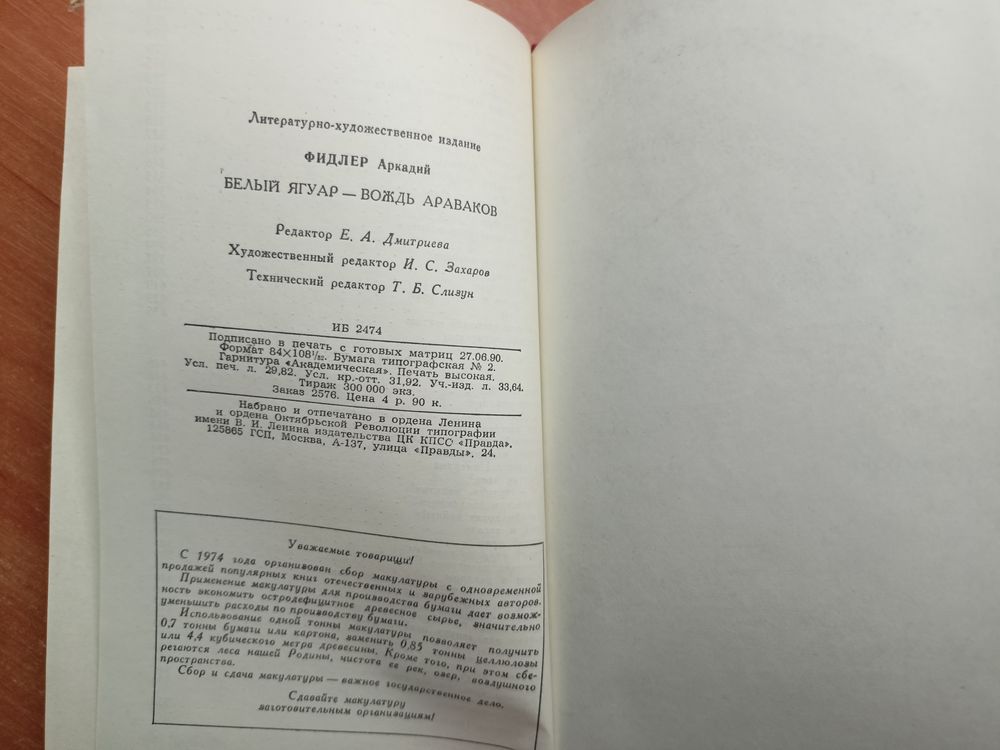 Литературно-художественное издание
ФИДЛЕР Аркадий
БЕЛЫЙ ЯГУАР — ВОЖДЬ АРАВАКОВ
Редактор Е. А. Дмитриева
Художественный редактор И. С. Захаров
Технический редактор Т. Б. Слизун
ИБ 2474
Подписано в печать с готовых матриц 27.06.90.
Формат 84×108¹/₃₂. Бумага типографская № 2.
Гарнитура «Академическая». Печать высокая.
Усл. печ. л. 29,82. Усл. кр.-отт. 31,92. Уч.-изд. л. 33,64.
Тираж 300 000 экз.
Заказ 2576. Цена 4 р. 90 к.
Набрано и отпечатано в ордена Ленина
и ордена Октябрьской Революции типографии
имени В. И. Ленина издательства ЦК КПСС «Правда».
125865 ГСП, Москва, А-137, улица «Правды», 24.
Уважаемые товарищи!
С 1974 года организован сбор макулатуры с одновременной
продажей популярных книг отечественных и зарубежных авторов.
Применение макулатуры для производства бумаги дает возмож-
ность экономить остродефицитное древесное сырье, значительно
уменьшить расходы по производству бумаги.
Использование одной тонны макулатуры позволяет получить
0,7 тонны бумаги или картона, заменить 0,85 тонны целлюлозы
или 4,4 кубического метра древесины. Кроме того, при этом сбе-
регаются леса нашей Родины, чистота ее рек, озер, воздушного
пространства.
Сбор и сдача макулатуры — важное государственное дело.
Сдавайте макулатуру
заготовительным организациям!